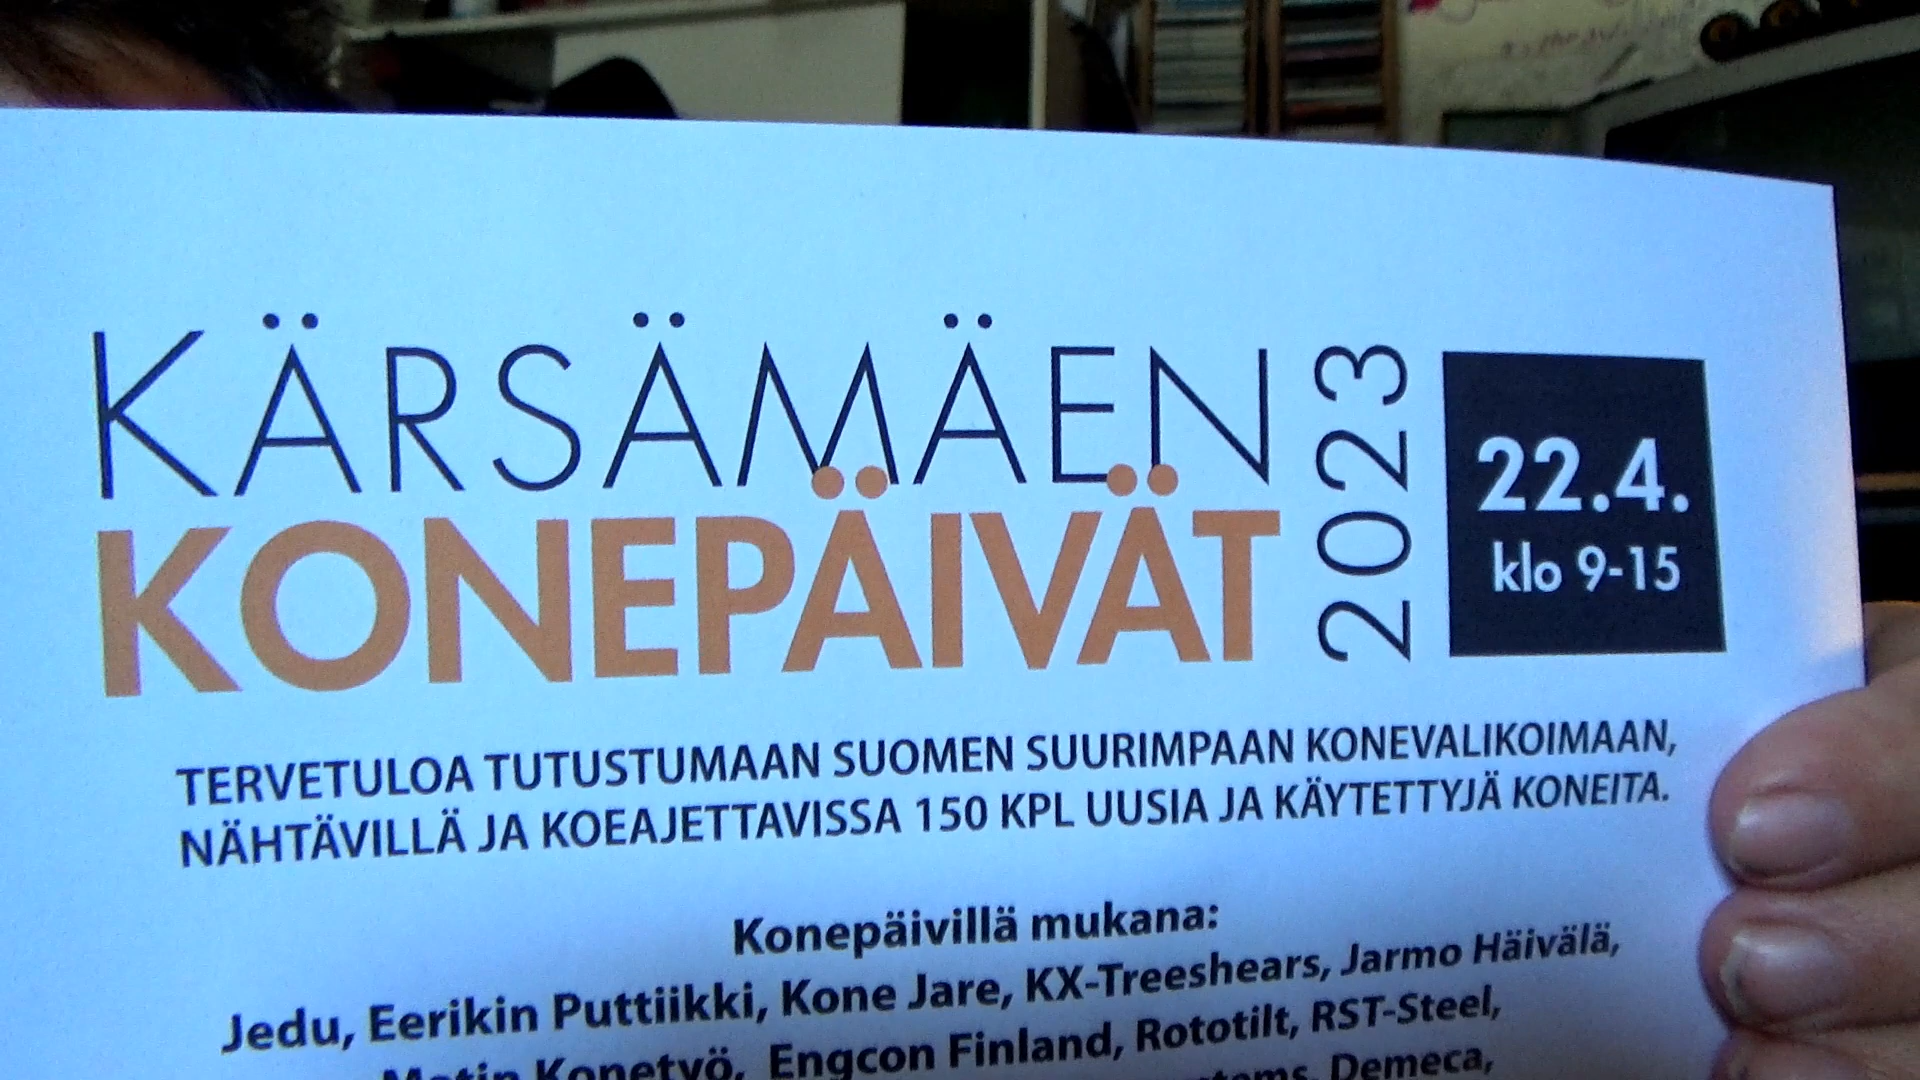 KÄRSÄMÄEN
KONEPÄIVÄT
2023
22.4.
klo 9-15
TERVETULOA TUTUSTUMAAN SUOMEN SUURIMPAAN KONEVALIKOIMAAN,
NÄHTÄVILLÄ JA KOEAJETTAVISSA 150 KPL UUSIA JA KÄYTETTYJÄ KONEITA.
Konepäivillä mukana:
Jedu, Eerikin Puttiikki, Kone Jare, KX-Treeshears, Jarmo Häivälä,
Matin Konetyö, Engcon Finland, Rototilt, RST-Steel,
Demeca,